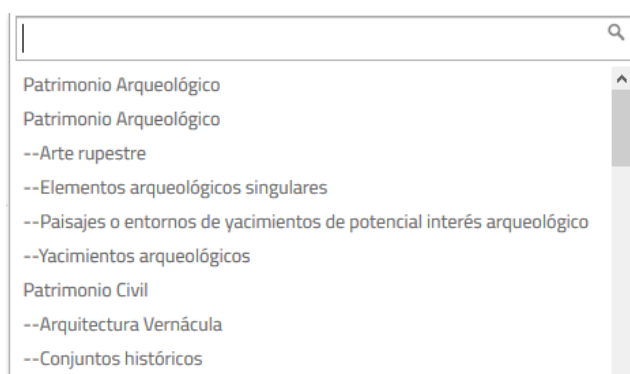 Patrimonio Arqueológico
Patrimonio Arqueológico
--Arte rupestre
--Elementos arqueológicos singulares
--Paisajes o entornos de yacimientos de potencial interés arqueológico
--Yacimientos arqueológicos
Patrimonio Civil
--Arquitectura Vernácula
--Conjuntos históricos